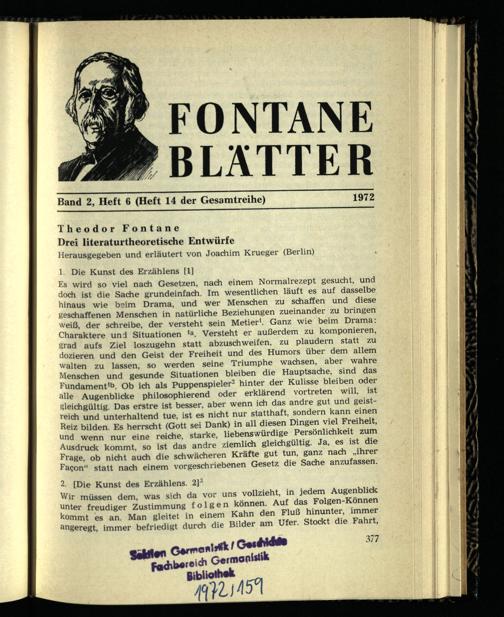 FONTANE
BLÄTTER
Band 2, Heft 6 (Heft 14 der Gesamtreihe) 1972
Theodor Fontane
Drei literaturtheoretische Entwürfe
Herausgegeben und erläutert von Joachim Krueger (Berlin)
1. Die Kunst des Erzählens [1]
Es wird so viel nach Gesetzen, nach einem Normalrezept gesucht, und
doch ist die Sache grundeinfach. Im wesentlichen läuft es auf dasselbe
hinaus wie beim Drama, und wer Menschen zu schaffen und diese
geschaffenen Menschen in natürliche Beziehungen zueinander zu bringen
weiß, der schreibe, der versteht sein Metier¹. Ganz wie beim Drama:
Charaktere und Situationen ¹ᵃ. Versteht er außerdem zu komponieren,
grad aufs Ziel loszugehn statt abzuschweifen, zu plaudern statt zu
dozieren und den Geist der Freiheit und des Humors über dem allem
walten zu lassen, so werden seine Triumphe wachsen, aber wahre
Menschen und gesunde Situationen bleiben die Hauptsache, sind das
Fundament¹ᵇ. Ob ich als Puppenspieler² hinter der Kulisse bleiben oder
alle Augenblicke philosophierend oder erklärend vortreten will, ist
gleichgültig. Das erste ist besser, aber wenn ich das andre gut und geist-
reich und unterhaltend tue, ist es nicht nur statthaft, sondern kann einen
Reiz bilden. Es herrscht (Gott sei Dank) in all diesen Dingen viel Freiheit,
und wenn nur eine reiche, starke, liebenswürdige Persönlichkeit zum
Ausdruck kommt, so ist das andre ziemlich gleichgültig. Ja, es ist die
Frage, ob nicht auch die schwächeren Kräfte gut tun, ganz nach „ihrer
Façon" statt nach einem vorgeschriebenen Gesetz die Sache anzufassen.
2. [Die Kunst des Erzählens. 2]³
Wir müssen dem, was sich da vor uns vollzieht, in jedem Augenblick
unter freudiger Zustimmung folgen können. Auf das Folgen-Können
kommt es an. Man gleitet in einem Kahn den Fluß hinunter, immer
angeregt, immer befriedigt durch die Bilder am Ufer. Stockt die Fahrt,
377
Sektion Germanistik / Geschichte
Fachbereich Germanistik
Bibliothek
1972, 159